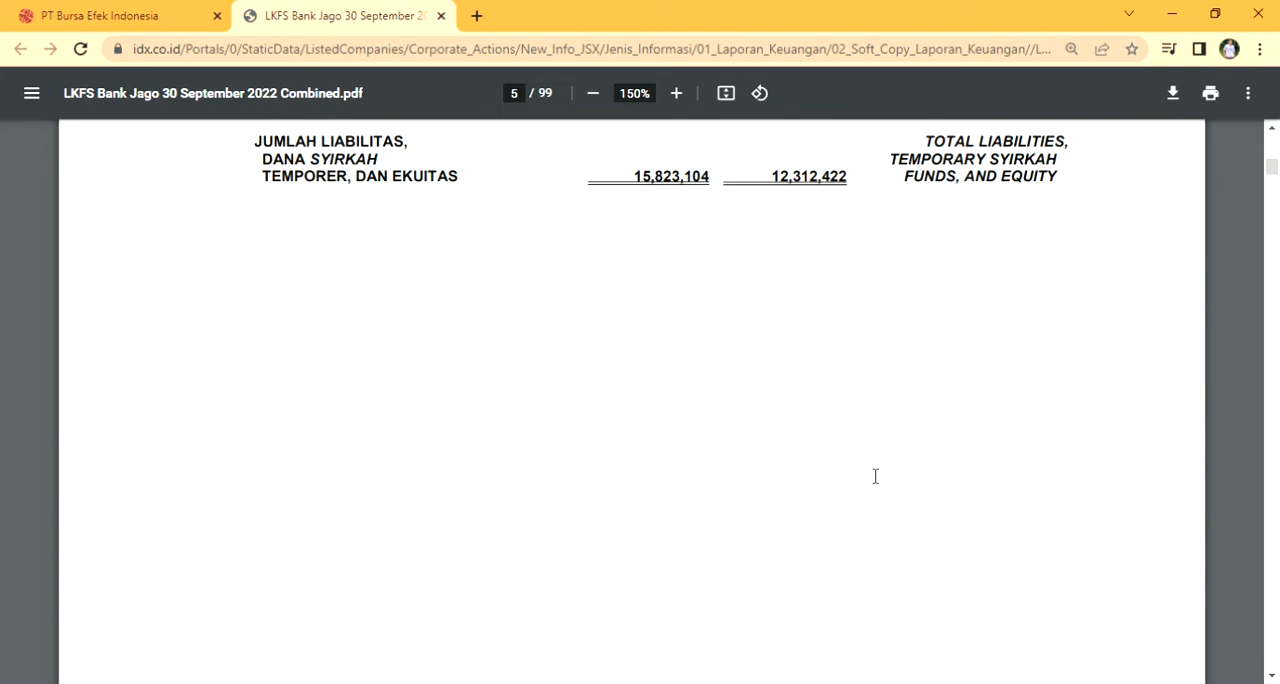 PT Bursa Efek Indonesia
LKFS Bank Jago 30 September 20
idx.co.id/Portals/0/StaticData/ListedCompanies/Corporate_Actions/New_Info_JSX/Jenis_Informasi/01_Laporan_Keuangan/02_Soft_Copy_Laporan_Keuangan//L...
LKFS Bank Jago 30 September 2022 Combined.pdf 5 / 99 150%
JUMLAH LIABILITAS, TOTAL LIABILITIES,
DANA SYIRKAH TEMPORARY SYIRKAH
TEMPORER, DAN EKUITAS 15,823,104 12,312,422 FUNDS, AND EQUITY